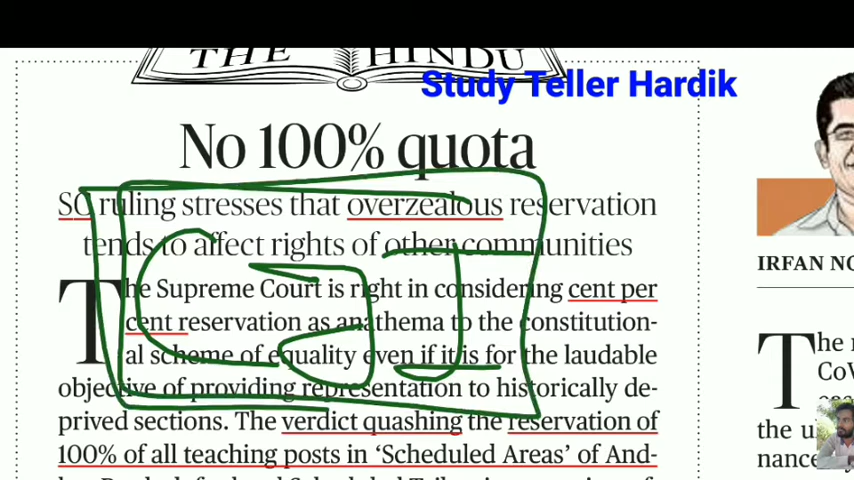 THE HINDU
Study Teller Hardik
No 100% quota
SC ruling stresses that overzealous reservation
tends to affect rights of other communities
The Supreme Court is right in considering cent per
cent reservation as anathema to the constitution-
al scheme of equality even if it is for the laudable
objective of providing representation to historically de-
prived sections. The verdict quashing the reservation of
100% of all teaching posts in ‘Scheduled Areas’ of And-
CJI
IRFAN NO
The
CoV
the u
nance